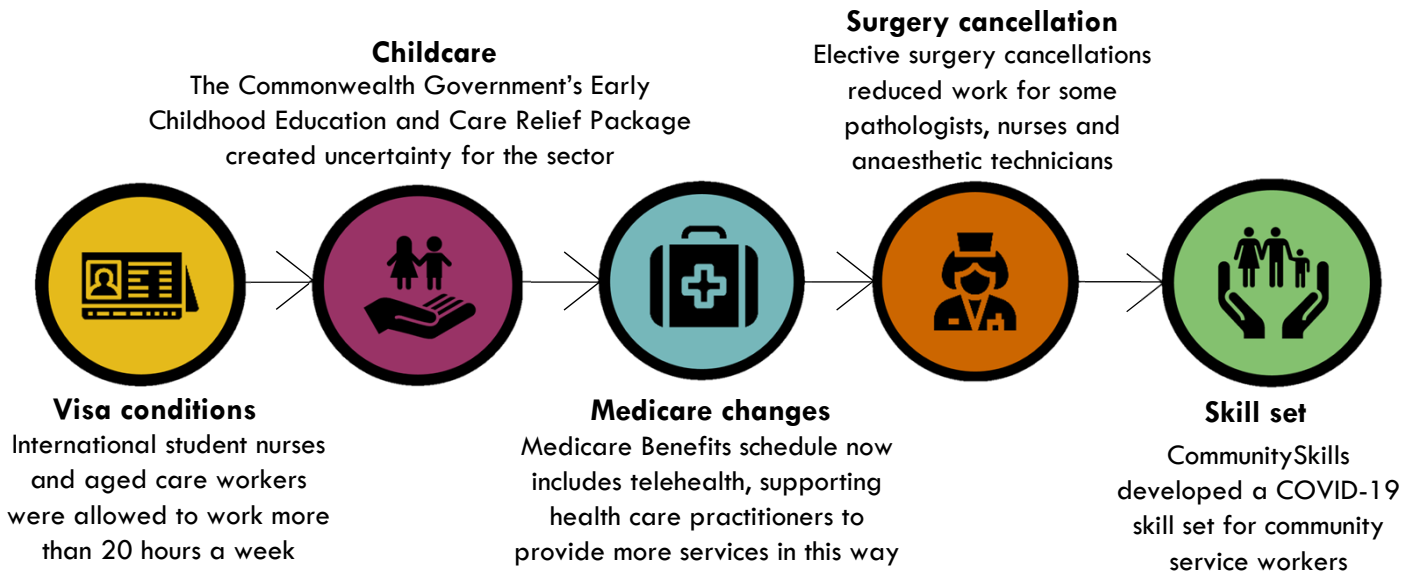 Visa conditions
International student nurses
and aged care workers
were allowed to work more
than 20 hours a week
Childcare
The Commonwealth Government’s Early
Childhood Education and Care Relief Package
created uncertainty for the sector
Medicare changes
Medicare Benefits schedule now
includes telehealth, supporting
health care practitioners to
provide more services in this way
Surgery cancellation
Elective surgery cancellations
reduced work for some
pathologists, nurses and
anaesthetic technicians
Skill set
CommunitySkills
developed a COVID-19
skill set for community
service workers